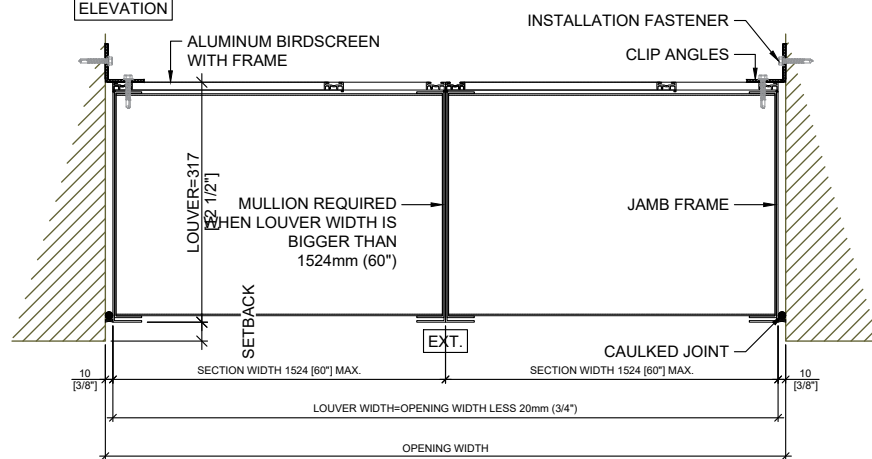 ELEVATION
INSTALLATION FASTENER
ALUMINUM BIRDSCREEN
WITH FRAME
CLIP ANGLES
LOUVER=317
[12 1/2"]
MULLION REQUIRED
WHEN LOUVER WIDTH IS
BIGGER THAN
1524mm (60")
JAMB FRAME
SETBACK
EXT.
CAULKED JOINT
10
[3/8"]
SECTION WIDTH 1524 [60"] MAX.
SECTION WIDTH 1524 [60"] MAX.
10
[3/8"]
LOUVER WIDTH=OPENING WIDTH LESS 20mm (3/4")
OPENING WIDTH